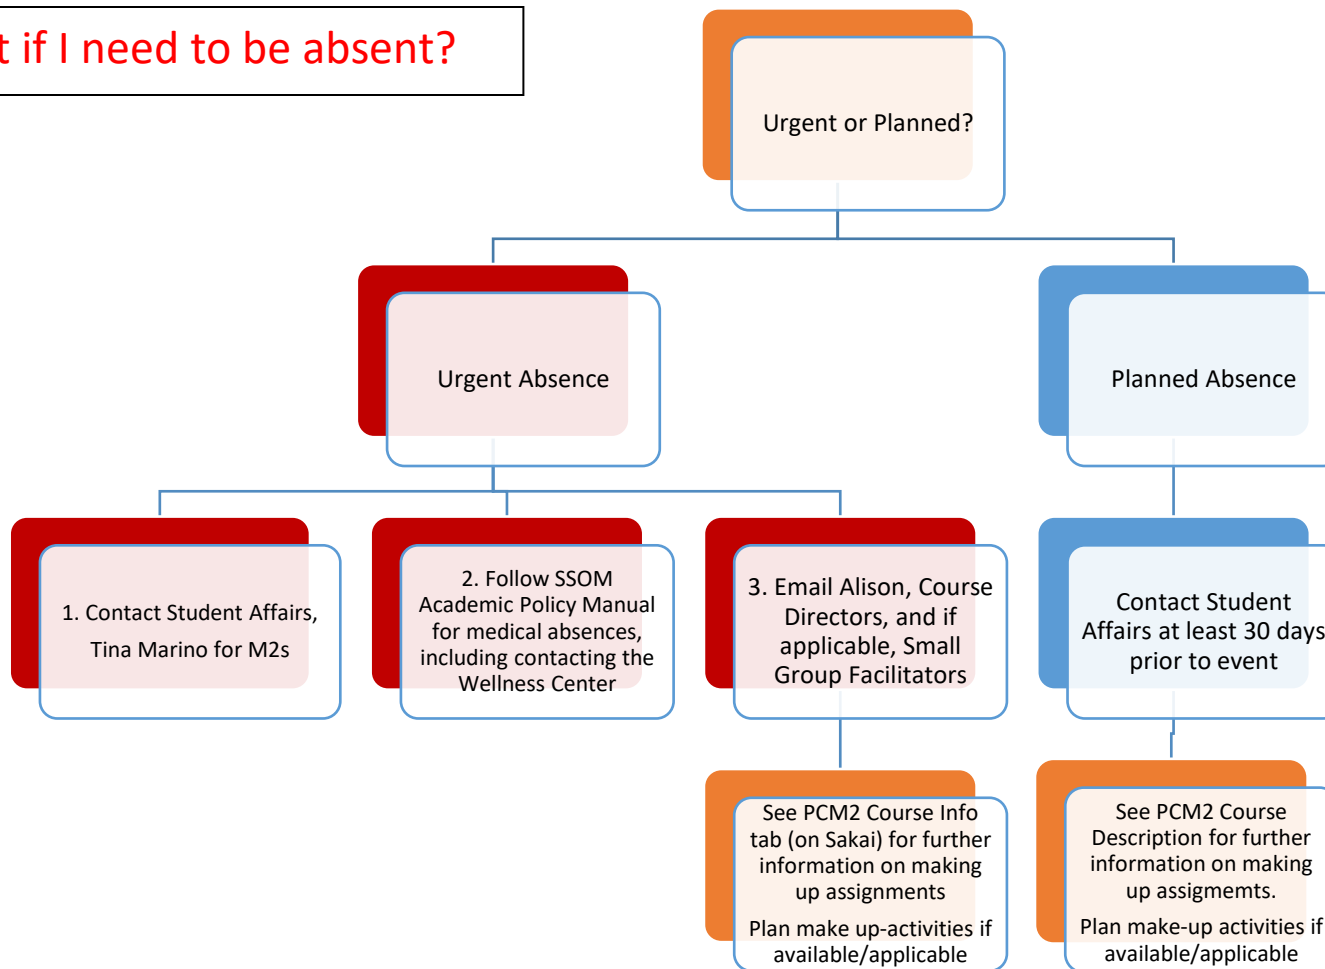 t if I need to be absent?
Urgent or Planned?
Urgent Absence
Planned Absence
1. Contact Student Affairs,
Tina Marino for M2s
2. Follow SSOM
Academic Policy Manual
for medical absences,
including contacting the
Wellness Center
3. Email Alison, Course
Directors, and if
applicable, Small
Group Facilitators
Contact Student
Affairs at least 30 days
prior to event
See PCM2 Course Info
tab (on Sakai) for further
information on making
up assignments
Plan make up-activities if
available/applicable
See PCM2 Course
Description for further
information on making
up assigmemts.
Plan make-up activities if
available/applicable